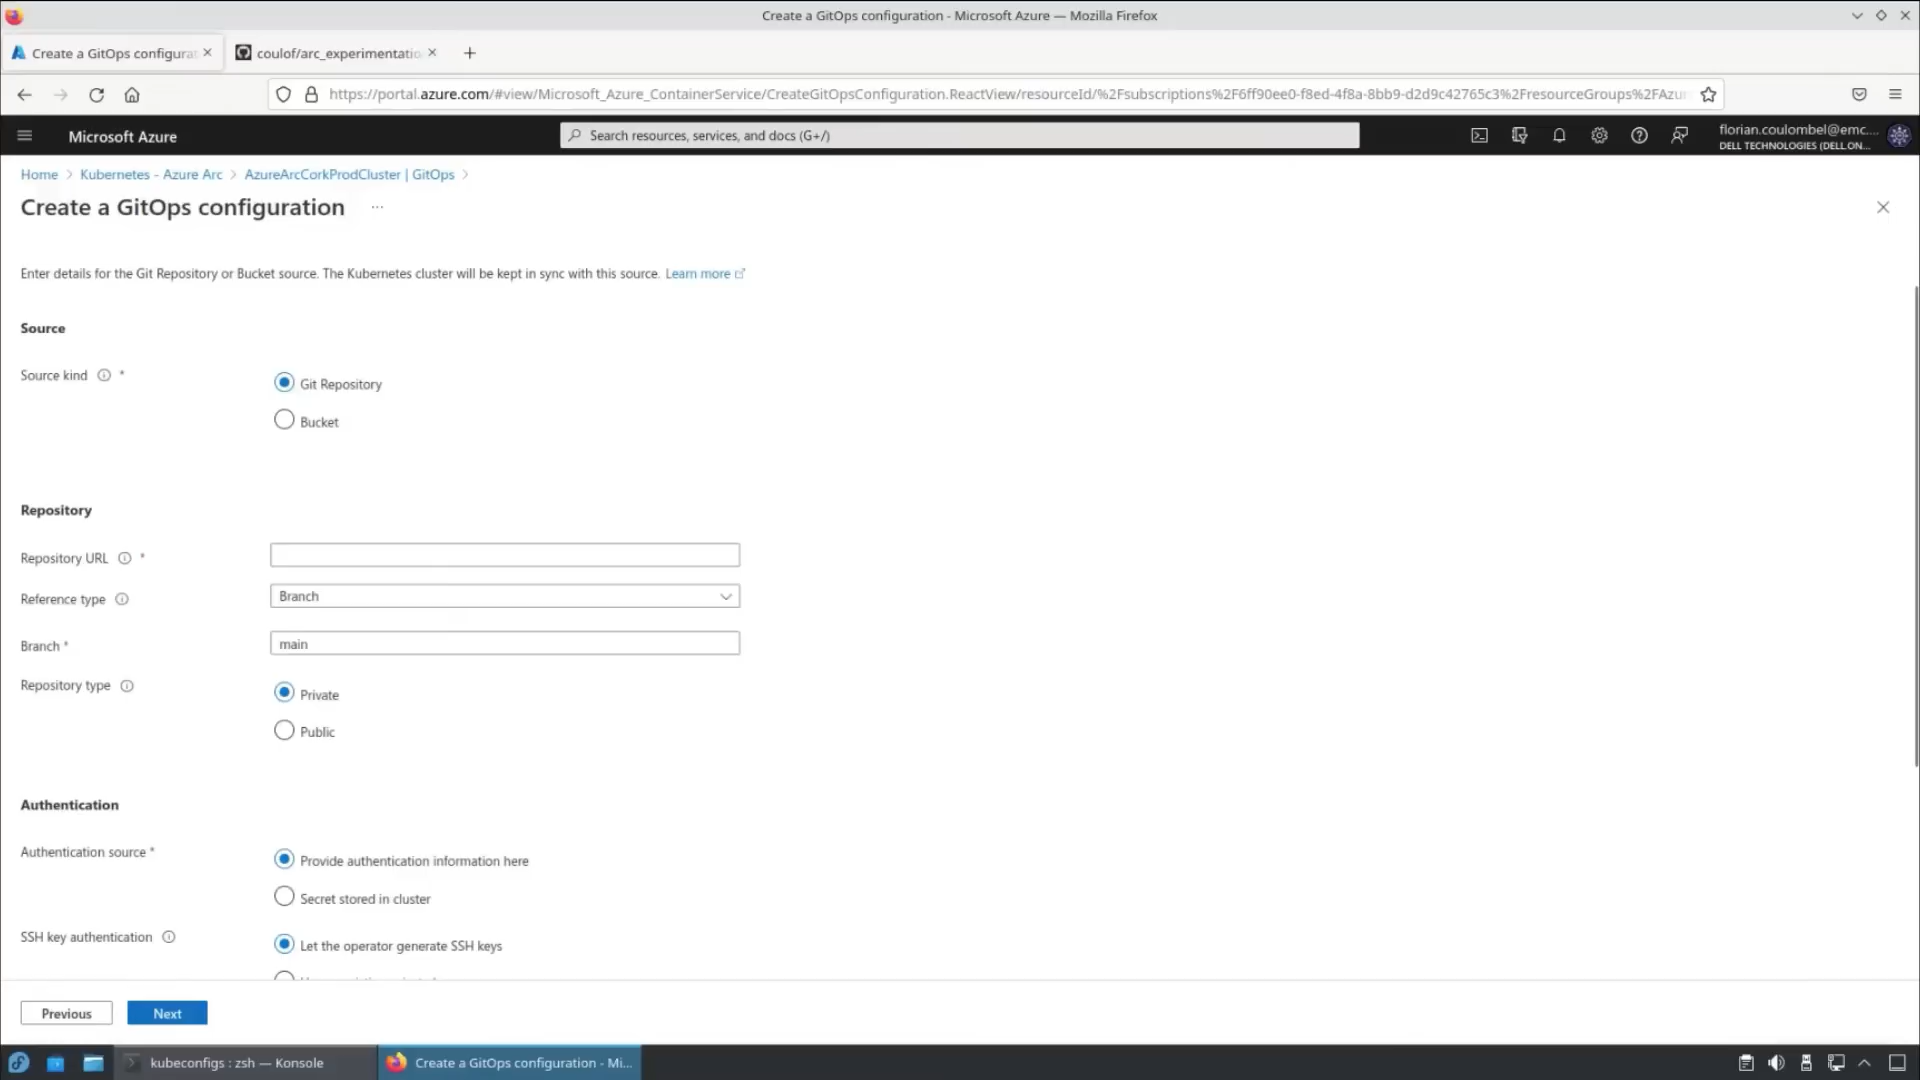 Create a GitOps configuration - Microsoft Azure — Mozilla Firefox
Create a GitOps configurat
coulof/arc_experimentatio
https://portal.azure.com/#view/Microsoft_Azure_ContainerService/CreateGitOpsConfiguration.ReactView/resourceId/%2Fsubscriptions%2F6ff90ee0-f8ed-4f8a-8bb9-d2d9c42765c3%2FresourceGroups%2FAzur
Microsoft Azure
Search resources, services, and docs (G+/)
florian.coulombel@emc....
DELL TECHNOLOGIES (DELL.ON...
Home > Kubernetes - Azure Arc > AzureArcCorkProdCluster | GitOps >
Create a GitOps configuration ...
Enter details for the Git Repository or Bucket source. The Kubernetes cluster will be kept in sync with this source. Learn more
Source
Source kind *
Git Repository
Bucket
Repository
Repository URL *
Reference type
Branch
Branch *
main
Repository type
Private
Public
Authentication
Authentication source *
Provide authentication information here
Secret stored in cluster
SSH key authentication
Let the operator generate SSH keys
Previous
Next
kubeconfigs : zsh — Konsole
Create a GitOps configuration - Mi...